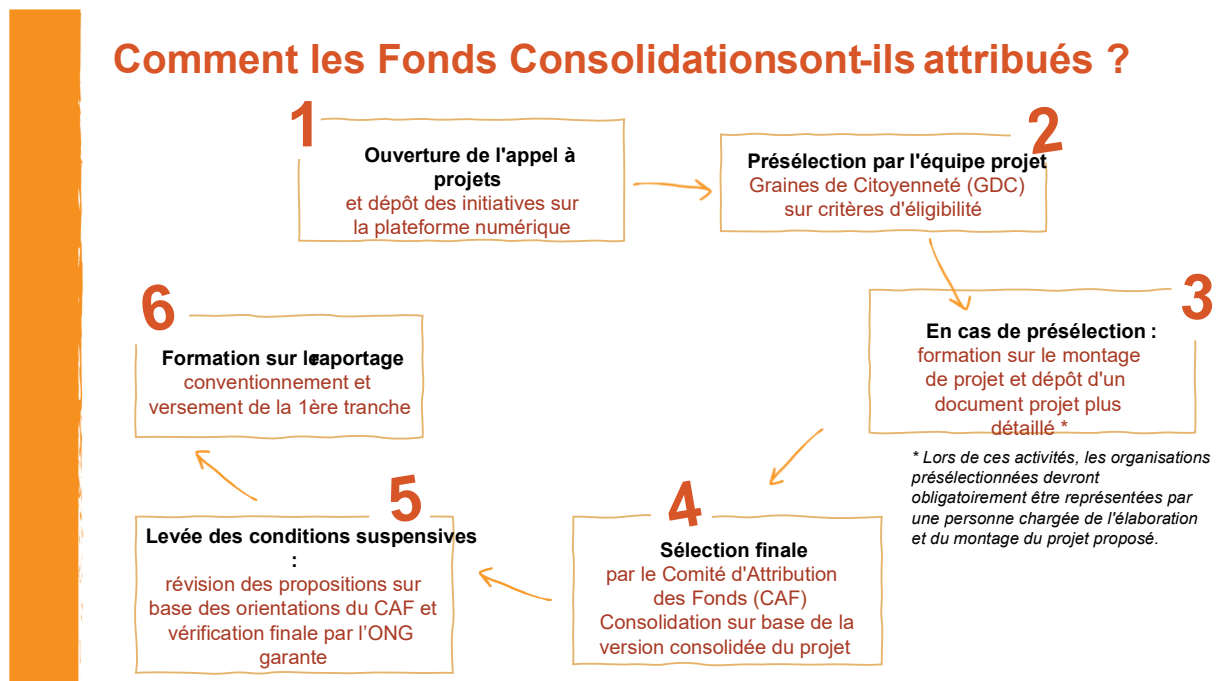 Comment les Fonds Consolidationsont-ils attribués ?
1
Ouverture de l'appel à
projets
et dépôt des initiatives sur
la plateforme numérique
2
Présélection par l'équipe projet
Graines de Citoyenneté (GDC)
sur critères d'éligibilité
3
En cas de présélection :
formation sur le montage
de projet et dépôt d'un
document projet plus
détaillé *
* Lors de ces activités, les organisations
présélectionnées devront
obligatoirement être représentées par
une personne chargée de l'élaboration
et du montage du projet proposé.
4
Sélection finale
par le Comité d'Attribution
des Fonds (CAF)
Consolidation sur base de la
version consolidée du projet
5
Levée des conditions suspensives
:
révision des propositions sur
base des orientations du CAF et
vérification finale par l’ONG
garante
6
Formation sur le raportage
conventionnement et
versement de la 1ère tranche